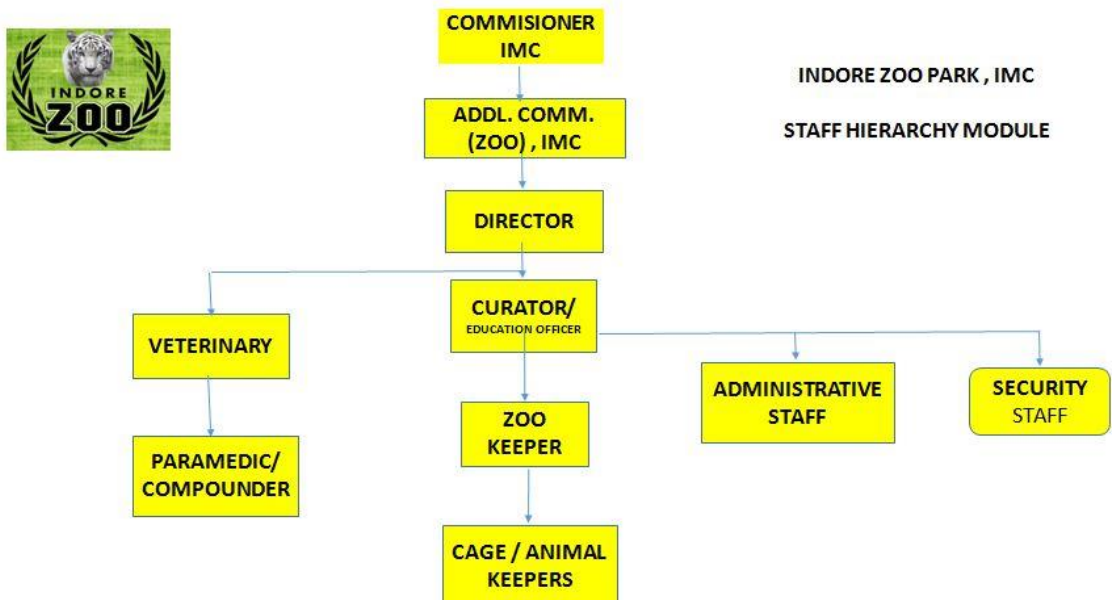 INDORE
ZOO
COMMISIONER
IMC
INDORE ZOO PARK , IMC
STAFF HIERARCHY MODULE
ADDL. COMM.
(ZOO) , IMC
DIRECTOR
CURATOR/
EDUCATION OFFICER
VETERINARY
ADMINISTRATIVE
STAFF
SECURITY
STAFF
ZOO
KEEPER
PARAMEDIC/
COMPOUNDER
CAGE / ANIMAL
KEEPERS